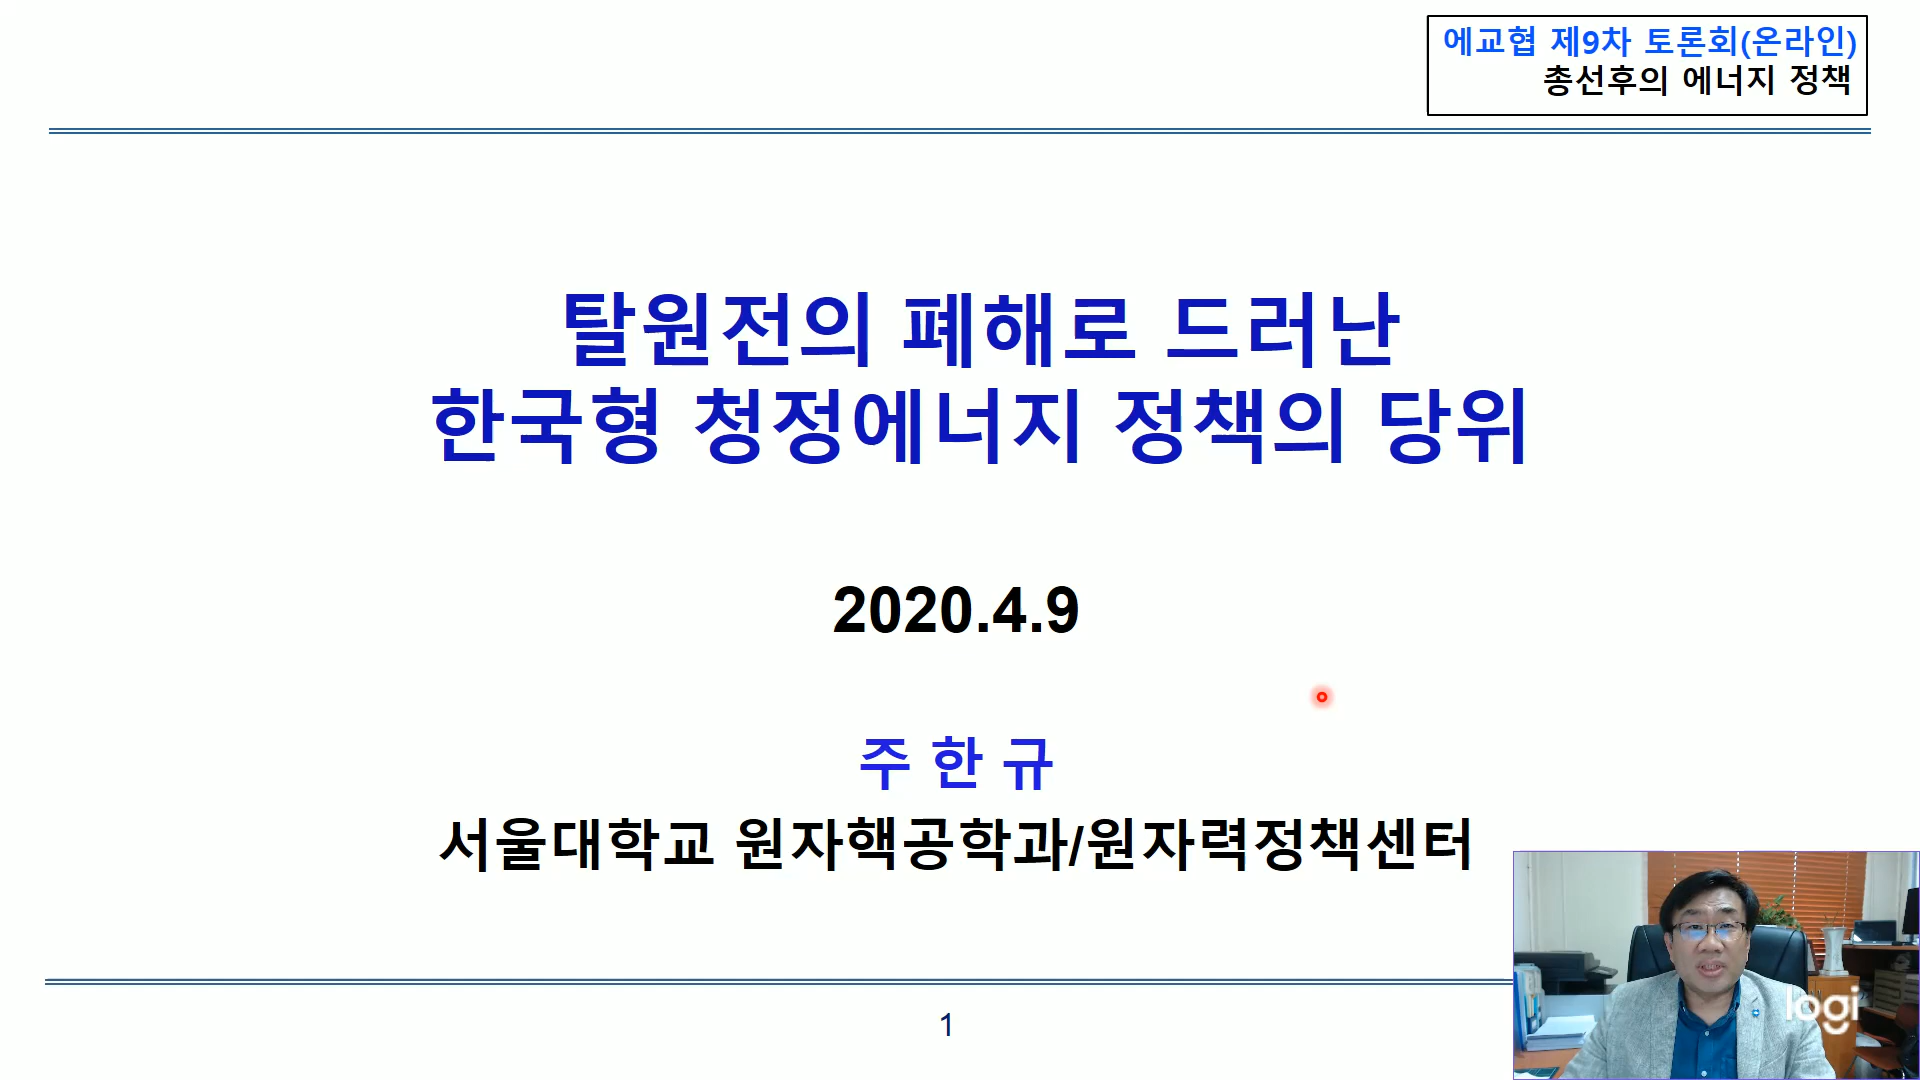 에교협 제9차 토론회(온라인)
총선후의 에너지 정책
탈원전의 폐해로 드러난
한국형 청정에너지 정책의 당위
2020.4.9
주 한 규
서울대학교 원자핵공학과/원자력정책센터
logi
1